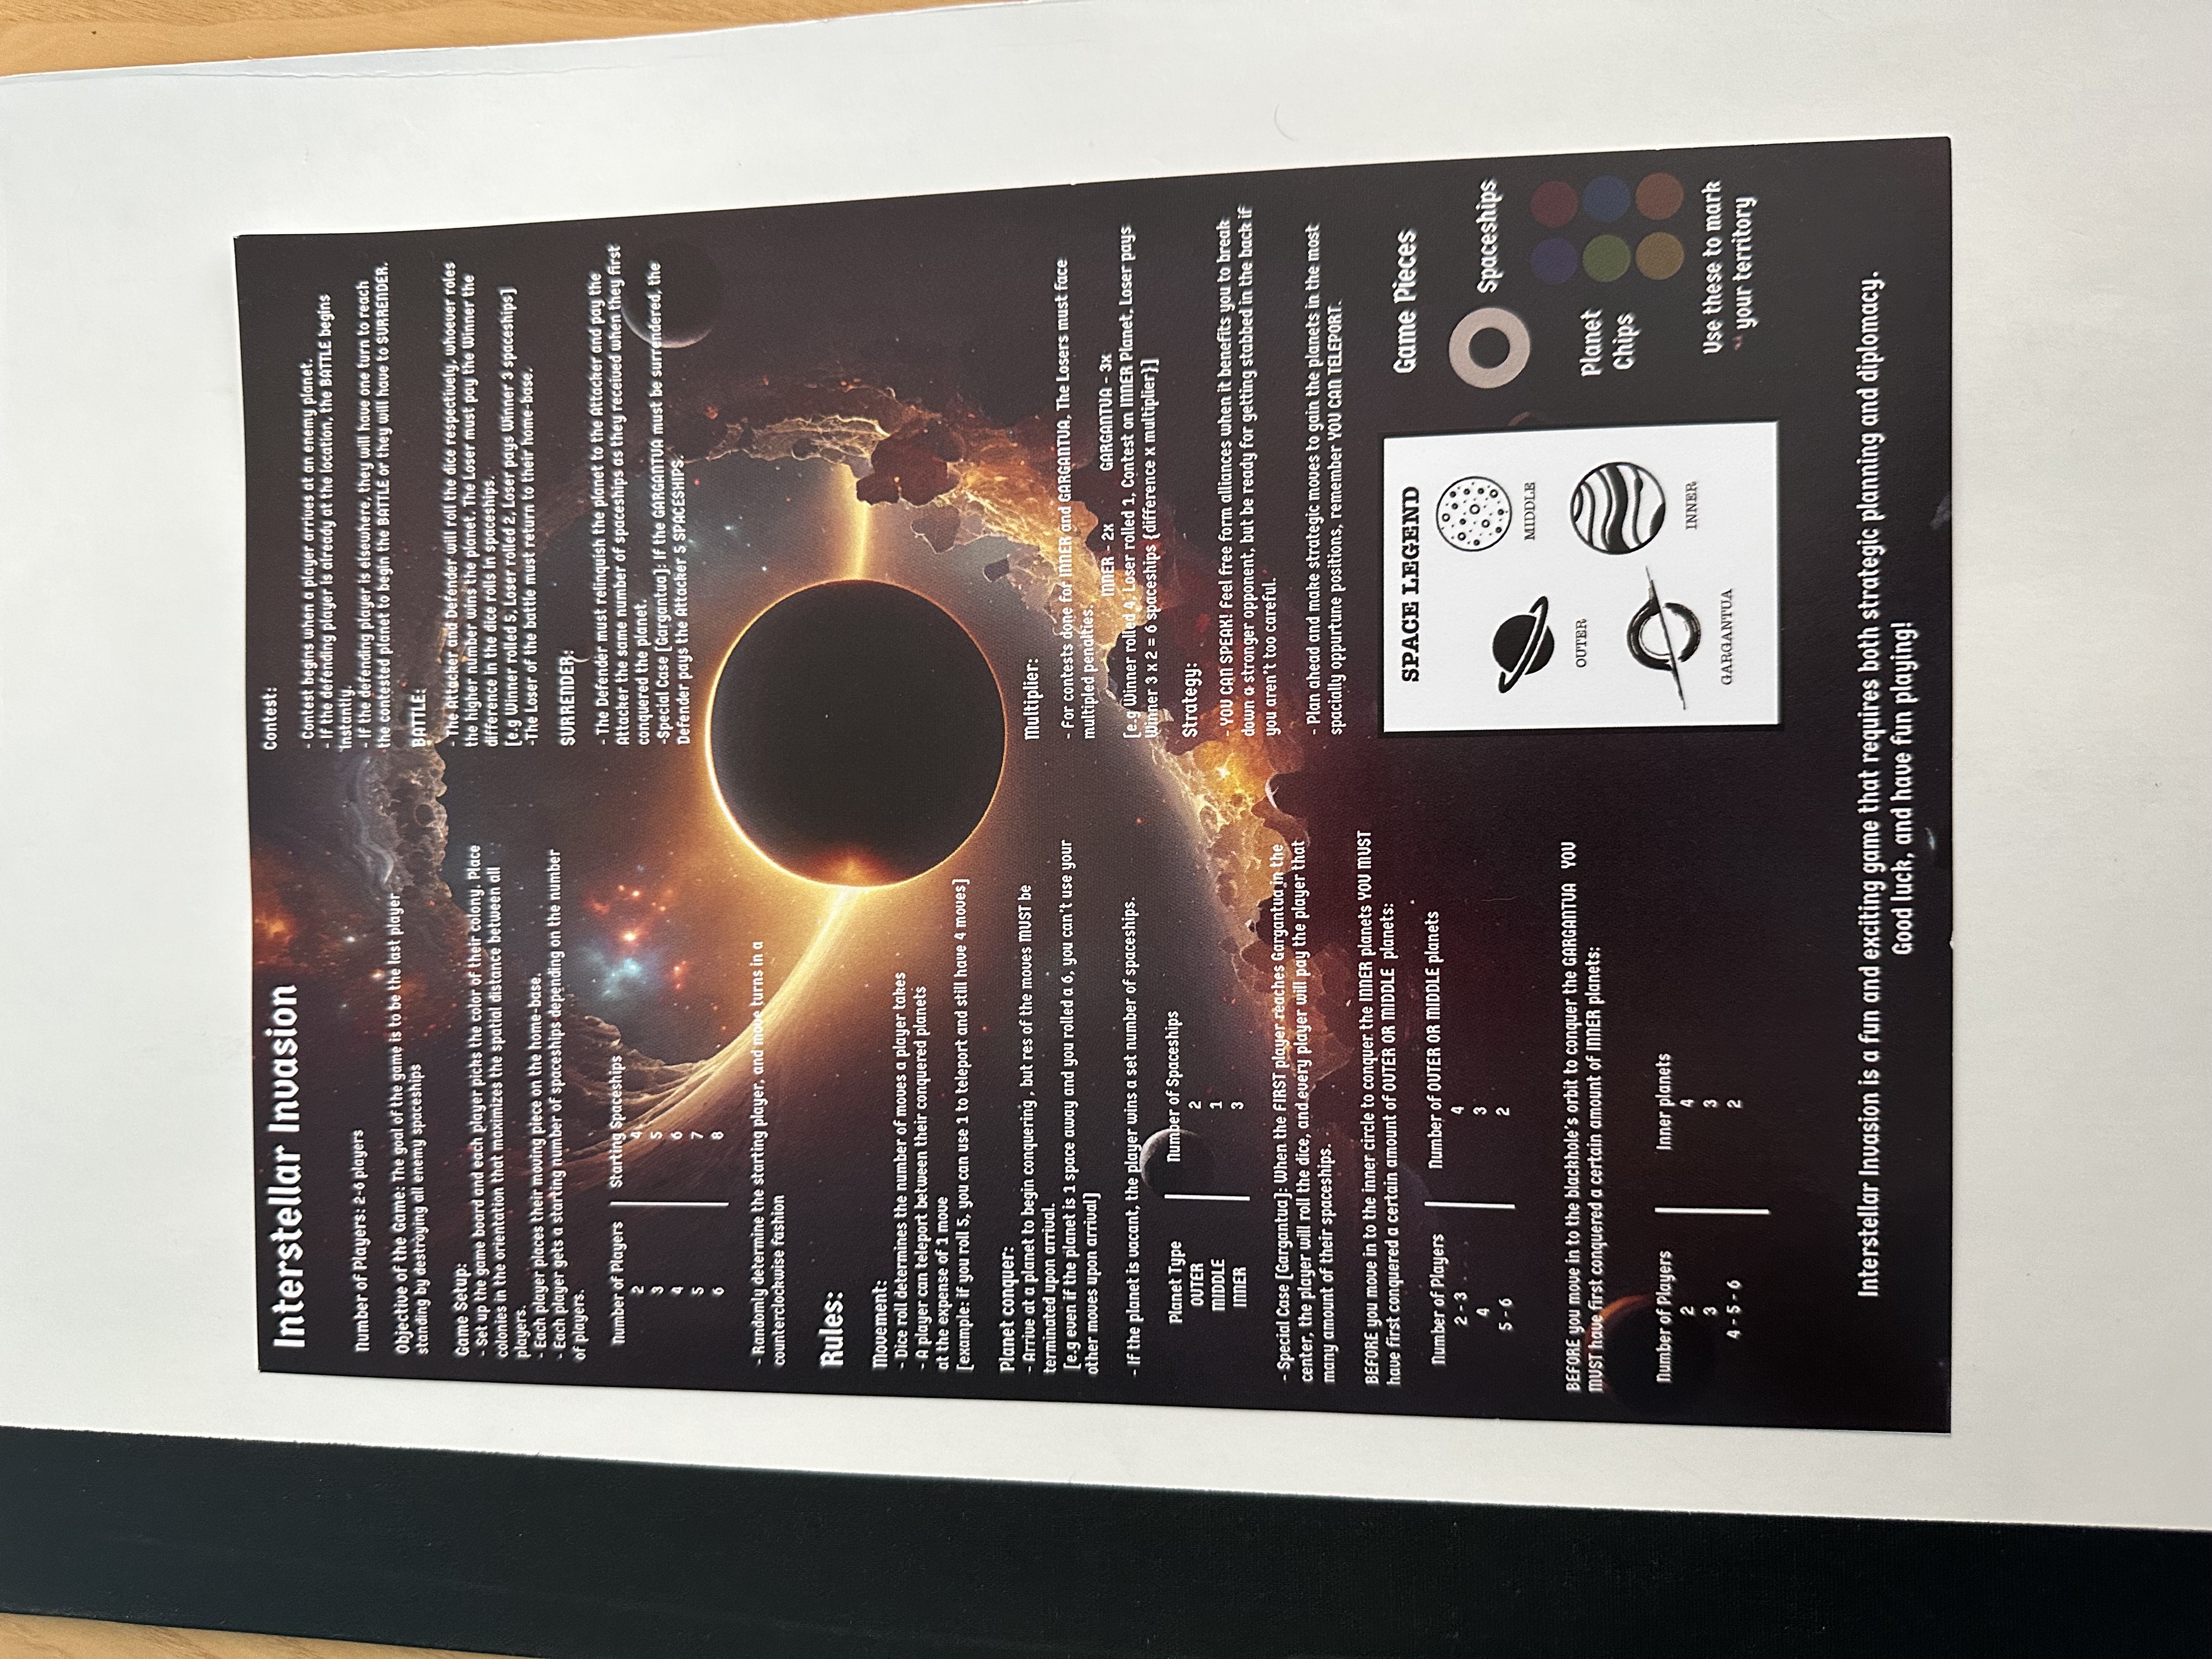 Interstellar Invasion
Number of Players: 2-6 players
Objective of the Game: The goal of the game is to be the last player
standing by destroying all enemy spaceships
Game Setup:
- Set up the game board and each player picks the color of their colony. Place
colonies in the orientation that maximizes the spatial distance between all
players.
- Each player places their moving piece on the home-base.
- Each player gets a starting number of spaceships depending on the number
of players.
Number of Players Starting Spaceships
2 4
3 5
4 6
5 7
6 8
- Randomly determine the starting player, and move turns in a
counterclockwise fashion
Rules:
Movement:
- Dice roll determines the number of moves a player takes
- A player can teleport between their conquered planets
at the expense of 1 move
[example: if you roll 5, you can use 1 to teleport and still have 4 moves]
Planet conquer:
- Arrive at a planet to begin conquering , but res of the moves MUST be
terminated upon arrival.
[e.g even if the planet is 1 space away and you rolled a 6, you can't use your
other moves upon arrival]
- If the planet is vacant, the player wins a set number of spaceships.
Planet Type Number of Spaceships
OUTER 2
MIDDLE 1
INNER 3
- Special Case [Gargantua]: When the FIRST player reaches Gargantua in the
center, the player will roll the dice, and every player will pay the player that
many amount of their spaceships.
BEFORE you move in to the inner circle to conquer the INNER planets YOU MUST
have first conquered a certain amount of OUTER OR MIDDLE planets:
Number of Players Number of OUTER OR MIDDLE planets
2 - 3 4
4 3
5 - 6 2
BEFORE you move in to the blackhole's orbit to conquer the GARGANTUA YOU
MUST have first conquered a certain amount of INNER planets:
Number of Players Inner planets
2 4
3 3
4 - 5 - 6 2
Contest:
- Contest begins when a player arrives at an enemy planet.
- If the defending player is already at the location, the BATTLE begins
instantly.
- If the defending player is elsewhere, they will have one turn to reach
the contested planet to begin the BATTLE or they will have to SURRENDER.
BATTLE:
- The Attacker and Defender will roll the dice respectively, whoever roles
the higher number wins the planet. The Loser must pay the Winner the
difference in the dice rolls in spaceships.
[e.g Winner rolled 5, Loser rolled 2, Loser pays Winner 3 spaceships]
-The Loser of the battle must return to their home-base.
SURRENDER:
- The Defender must relinquish the planet to the Attacker and pay the
Attacker the same number of spaceships as they received when they first
conquered the planet.
-Special Case [Gargantua]: If the GARGANTUA must be surrendered, the
Defender pays the Attacker 5 SPACESHIPS.
Multiplier:
- For contests done for INNER and GARGANTUA, The Losers must face
multipled penalties.
INNER - 2x GARGANTUA - 3x
[e.g Winner rolled 4, Loser rolled 1, Contest on INNER Planet, Loser pays
Winner 3 x 2 = 6 spaceships {difference x multiplier}]
Strategy:
- YOU CAN SPEAK! Feel free form alliances when it benefits you to break
down a stronger opponent, but be ready for getting stabbed in the back if
you aren't too careful.
- Plan ahead and make strategic moves to gain the planets in the most
spacially oppurtune positions, remember YOU CAN TELEPORT.
SPACE LEGEND
MIDDLE
OUTER
INNER
GARGANTUA
Game Pieces
Spaceships
Planet
Chips
Use these to mark
your territory
Interstellar Invasion is a fun and exciting game that requires both strategic planning and diplomacy.
Good luck, and have fun playing!